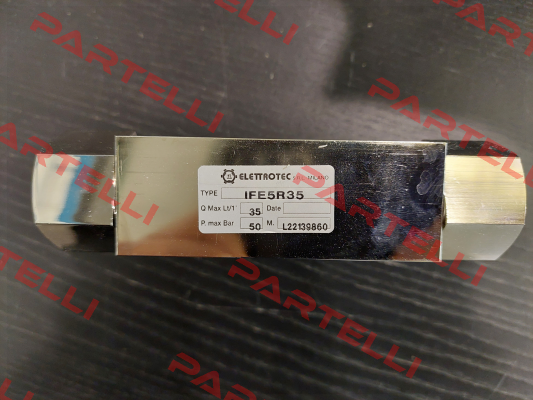 ELETTROTEC s.r.l. MILANO
TYPE IFE5R35
Q Max Lt/1' 35 Date
P. max Bar 50 M. L22139860
PARTELLI
PARTELLI
PARTELLI
PARTELLI
PARTELLI
PARTELLI